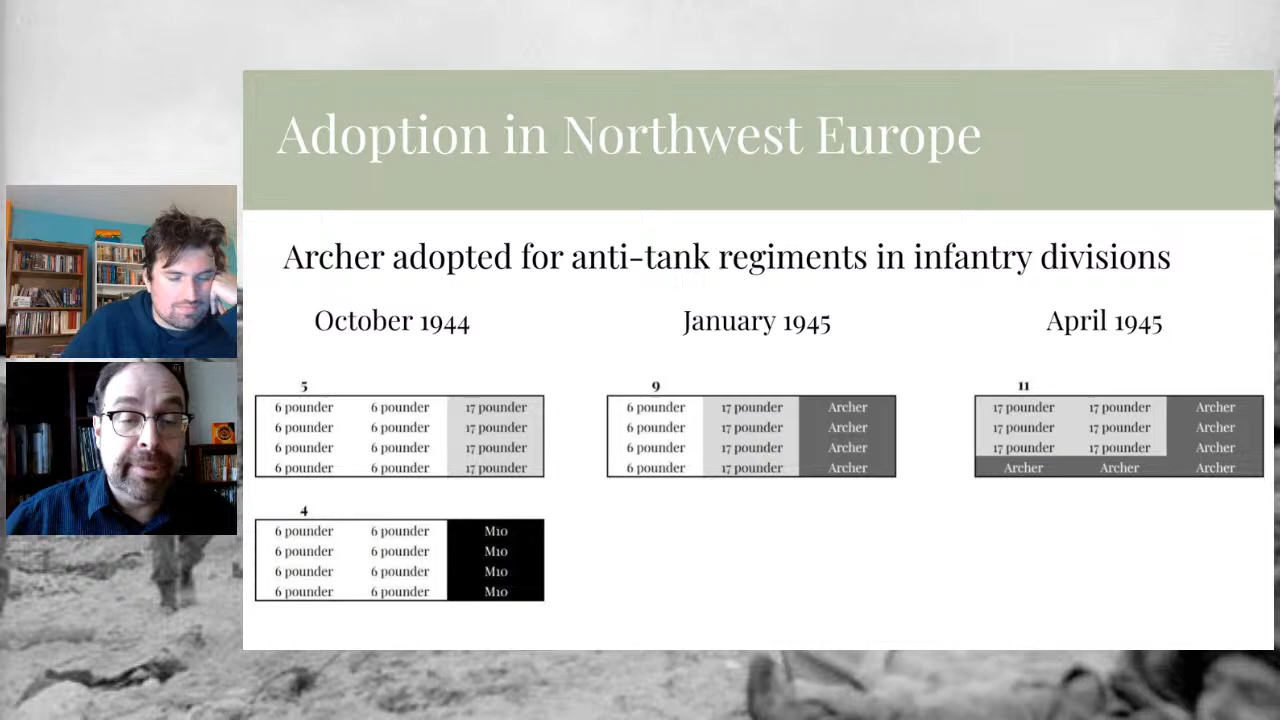 Adoption in Northwest Europe
Archer adopted for anti-tank regiments in infantry divisions
October 1944
5
6 pounder 6 pounder 17 pounder
6 pounder 6 pounder 17 pounder
6 pounder 6 pounder 17 pounder
6 pounder 6 pounder 17 pounder
4
6 pounder 6 pounder M10
6 pounder 6 pounder M10
6 pounder 6 pounder M10
6 pounder 6 pounder M10
January 1945
9
6 pounder 17 pounder Archer
6 pounder 17 pounder Archer
6 pounder 17 pounder Archer
6 pounder 17 pounder Archer
April 1945
11
17 pounder 17 pounder Archer
17 pounder 17 pounder Archer
17 pounder 17 pounder Archer
Archer Archer Archer